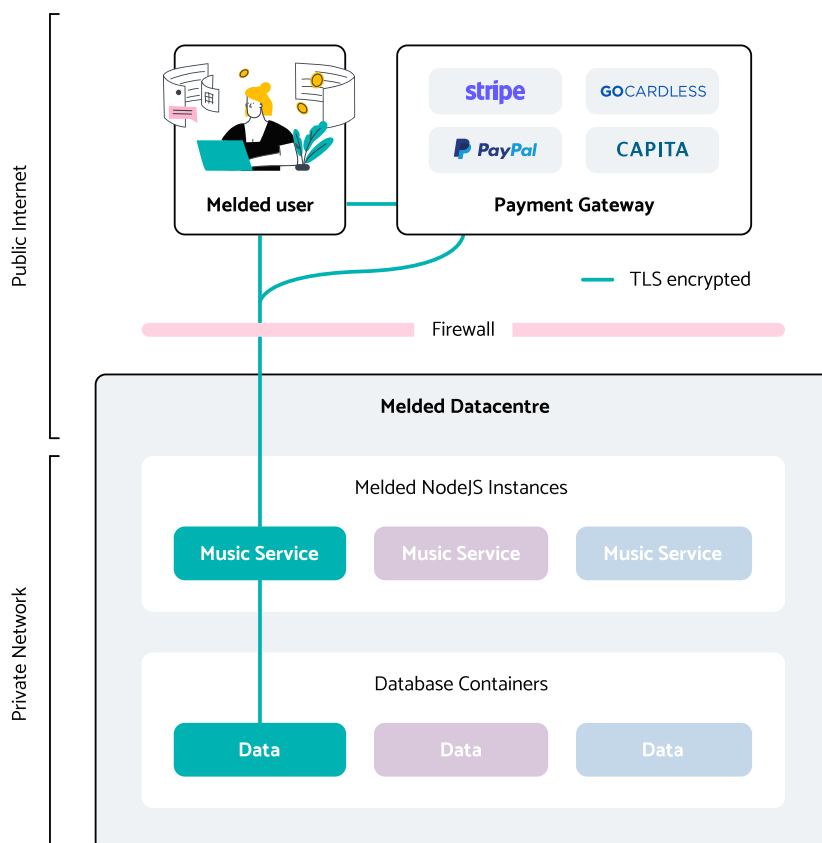 Public Internet
stripe
GOCARDLESS
PayPal
CAPITA
Melded user
Payment Gateway
TLS encrypted
Firewall
Melded Datacentre
Private Network
Melded NodeJS Instances
Music Service
Music Service
Music Service
Database Containers
Data
Data
Data